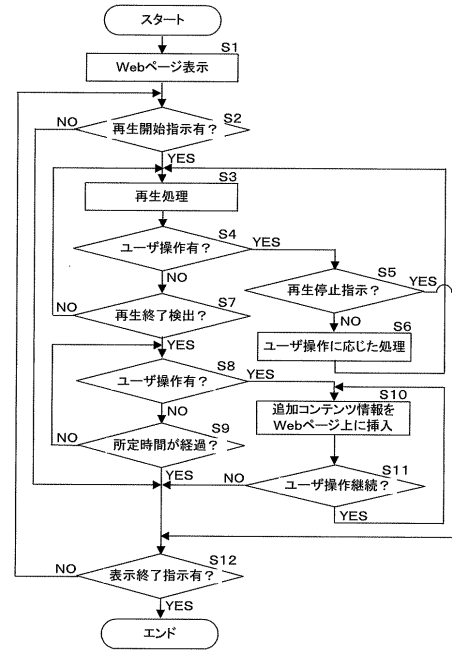 スタート
S1
Webページ表示
S2
NO
再生開始指示有？
YES
S3
再生処理
S4
ユーザ操作有？
YES
NO
S5
再生停止指示？
YES
S7
NO
再生終了検出？
NO
S6
YES
ユーザ操作に応じた処理
S8
ユーザ操作有？
YES
S10
NO
追加コンテンツ情報を
Webページ上に挿入
S9
NO
所定時間が経過？
S11
YES
NO
ユーザ操作継続？
YES
S12
NO
表示終了指示有？
YES
エンド